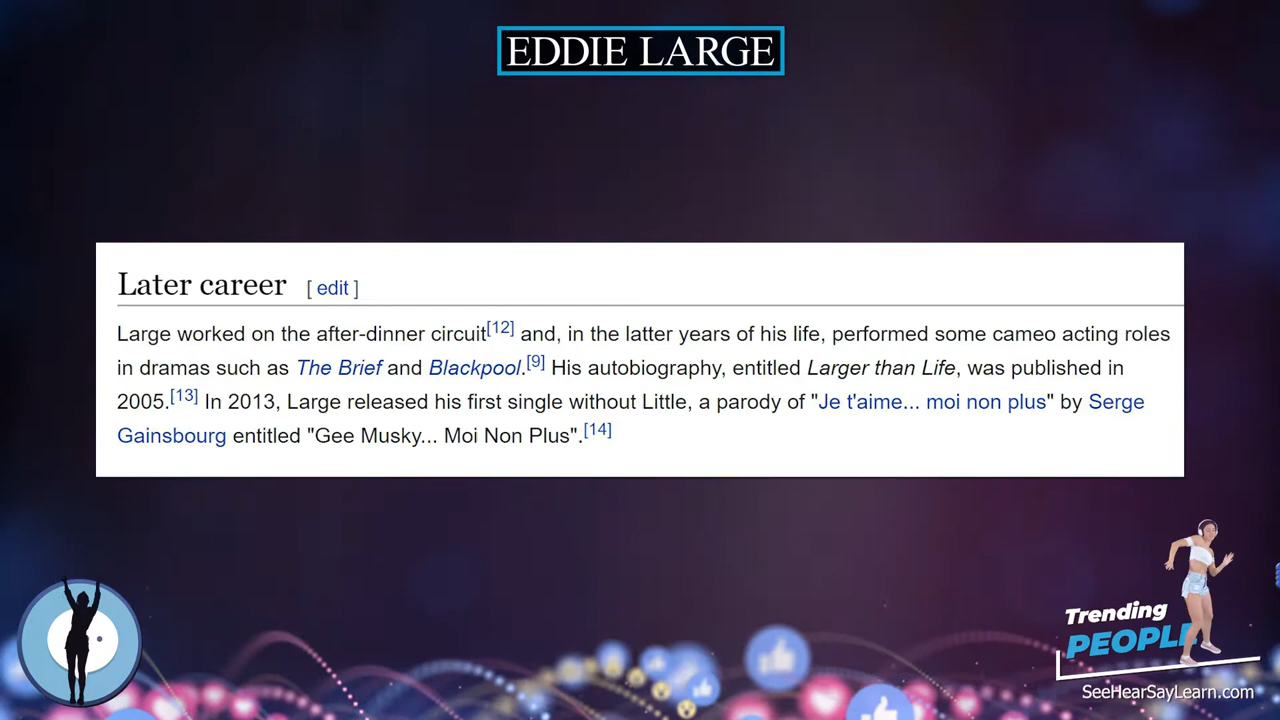 EDDIE LARGE
Later career [ edit ]
Large worked on the after-dinner circuit[12] and, in the latter years of his life, performed some cameo acting roles
in dramas such as The Brief and Blackpool.[9] His autobiography, entitled Larger than Life, was published in
2005.[13] In 2013, Large released his first single without Little, a parody of "Je t'aime... moi non plus" by Serge
Gainsbourg entitled "Gee Musky... Moi Non Plus".[14]
Trending
PEOPLE
SeeHearSayLearn.com